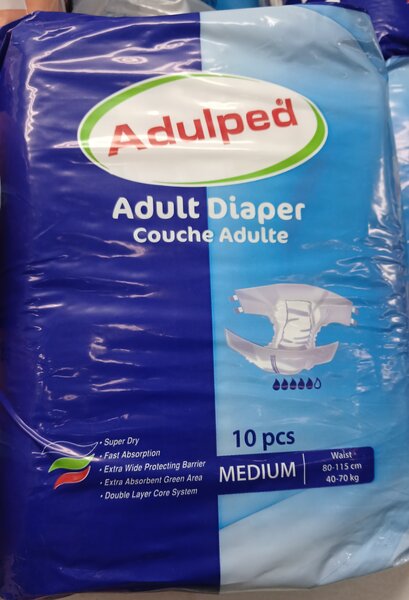 Adulped
Adult Diaper
Couche Adulte
10 pcs
• Super Dry
• Fast Absorption
• Extra Wide Protecting Barrier
• Extra Absorbent Green Area
• Double Layer Core System
MEDIUM
Waist
80-115 cm
40-70 kg